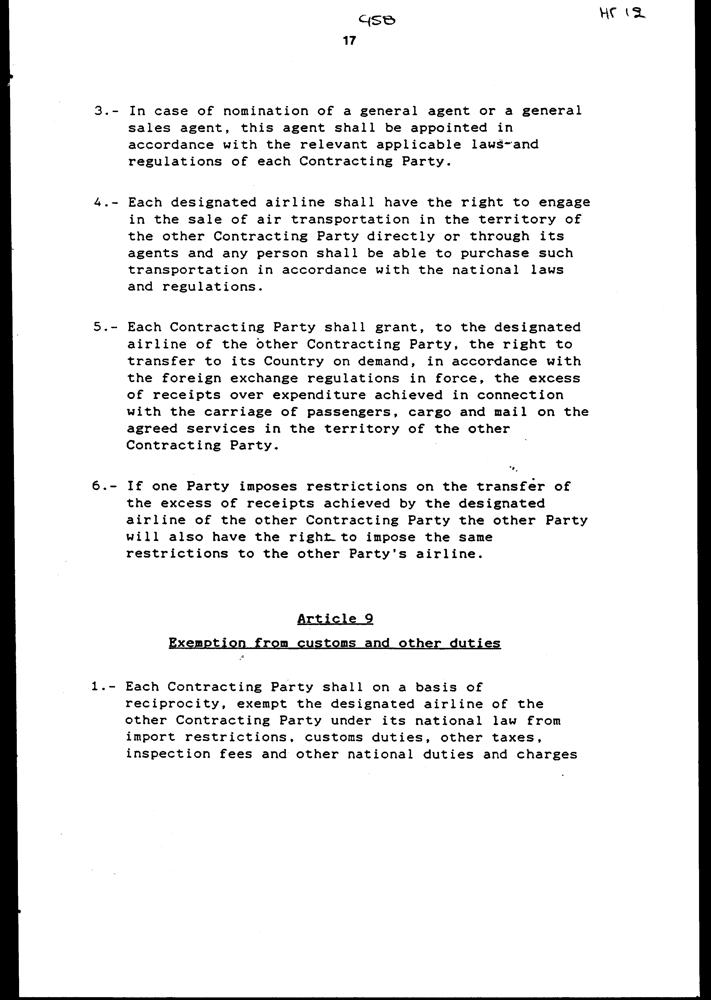 458
HT 12
17
3.- In case of nomination of a general agent or a general
sales agent, this agent shall be appointed in
accordance with the relevant applicable laws and
regulations of each Contracting Party.
4.- Each designated airline shall have the right to engage
in the sale of air transportation in the territory of
the other Contracting Party directly or through its
agents and any person shall be able to purchase such
transportation in accordance with the national laws
and regulations.
5.- Each Contracting Party shall grant, to the designated
airline of the other Contracting Party, the right to
transfer to its Country on demand, in accordance with
the foreign exchange regulations in force, the excess
of receipts over expenditure achieved in connection
with the carriage of passengers, cargo and mail on the
agreed services in the territory of the other
Contracting Party.
6.- If one Party imposes restrictions on the transfer of
the excess of receipts achieved by the designated
airline of the other Contracting Party the other Party
will also have the right to impose the same
restrictions to the other Party's airline.
Article 9
Exemption from customs and other duties
1.- Each Contracting Party shall on a basis of
reciprocity, exempt the designated airline of the
other Contracting Party under its national law from
import restrictions, customs duties, other taxes,
inspection fees and other national duties and charges